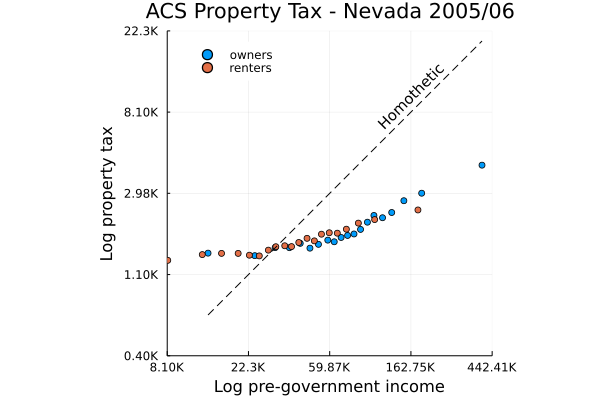 ACS Property Tax - Nevada 2005/06
22.3K
owners
renters
Homothetic
8.10K
Log property tax
2.98K
1.10K
0.40K
8.10K 22.3K 59.87K 162.75K 442.41K
Log pre-government income